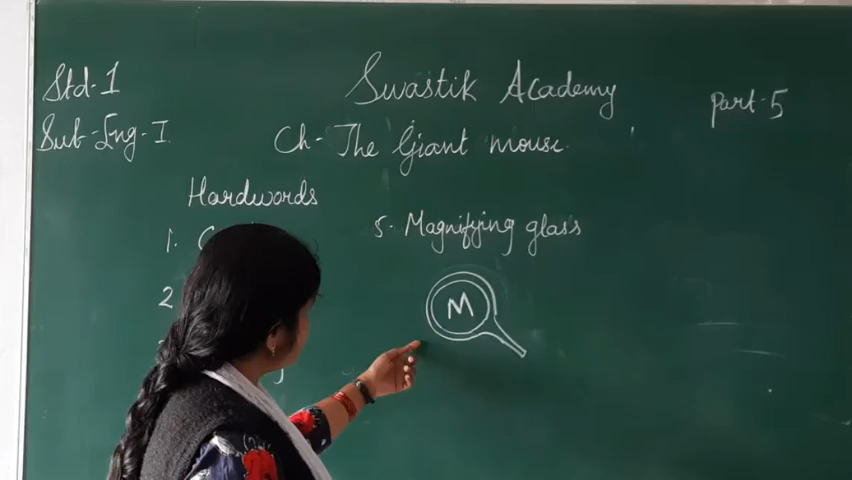 Std-1
Swastik Academy
Part-5
Sub-Eng-I
Ch- The Giant mouse.
Hardwords
1.
5. Magnifying glass
2
M